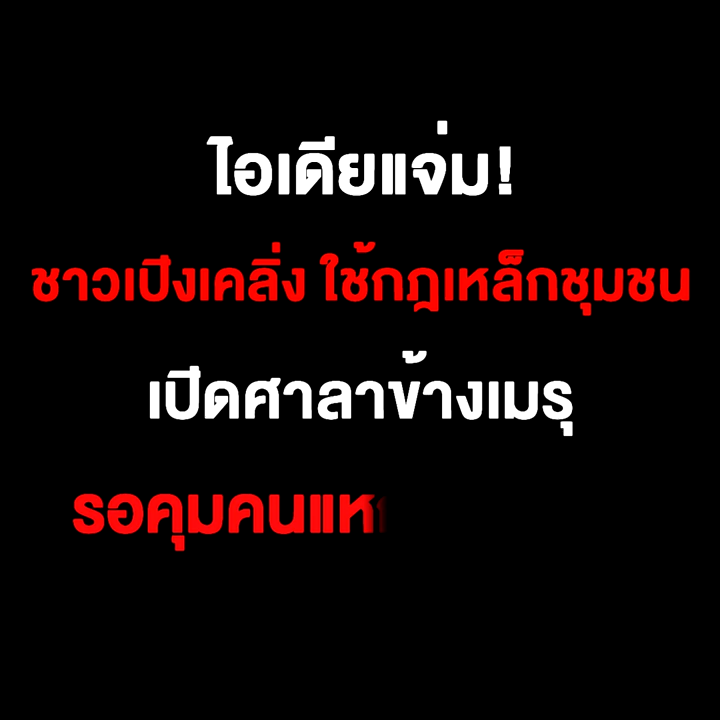 ไอเดียแจ่ม!
ชาวเปิงเคลิ่ง ใช้กฎเหล็กชุมชน
เปิดศาลาข้างเมรุ
รอคุมคนแห